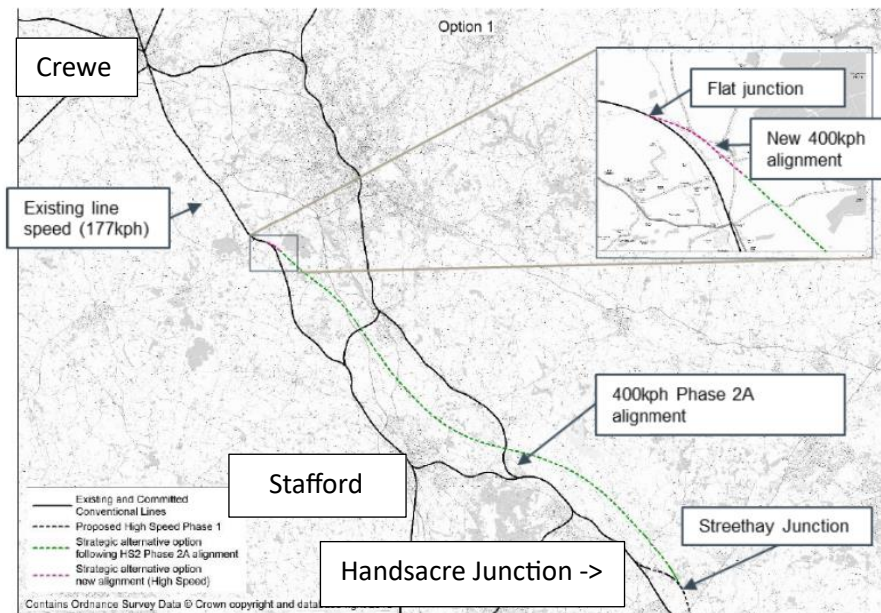 Option 1
Crewe
Flat junction
New 400kph
alignment
Existing line
speed (177kph)
400kph Phase 2A
alignment
Stafford
Streethay Junction
Handsacre Junction ->
Existing and Committed
Conventional Lines
Proposed High Speed Phase 1
Strategic alternative option
following HS2 Phase 2A alignment
Strategic alternative option
new alignment (High Speed)
Contains Ordnance Survey Data © Crown copyright and